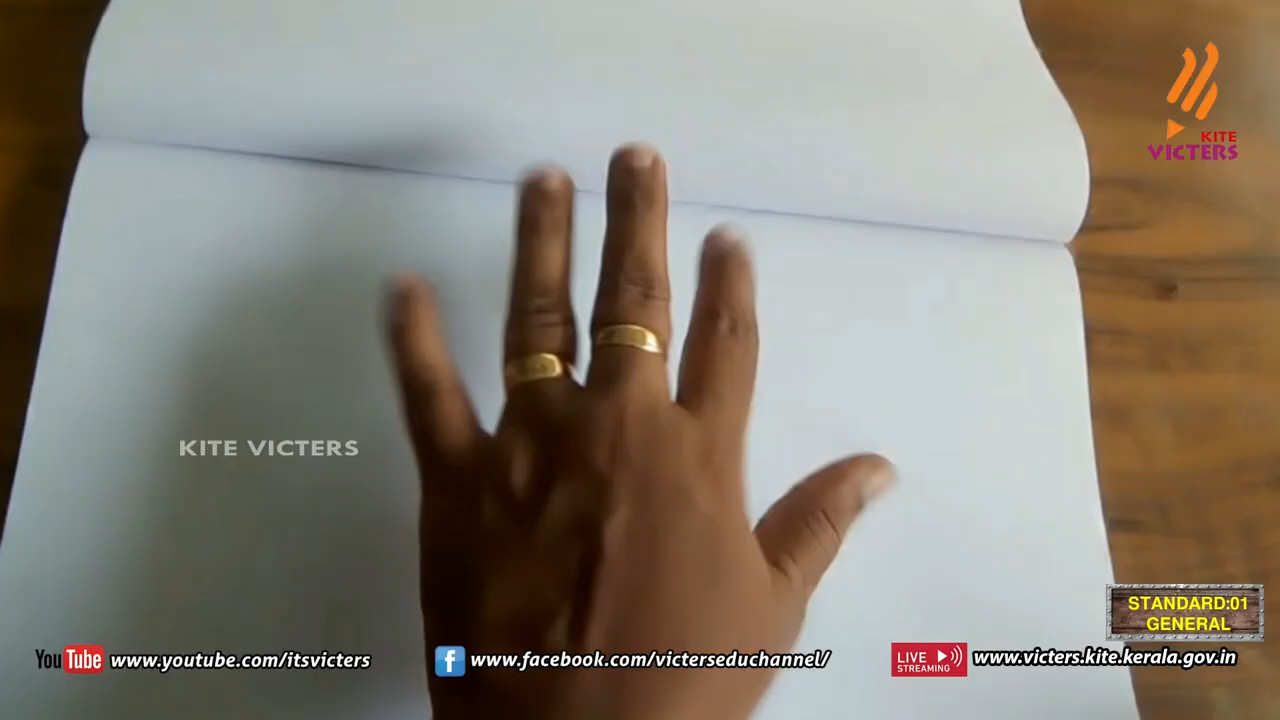 KITE
VICTERS
KITE VICTERS
STANDARD:01
GENERAL
YouTube www.youtube.com/itsvicters
f www.facebook.com/victerseduchannel/
LIVE
STREAMING
www.victers.kite.kerala.gov.in